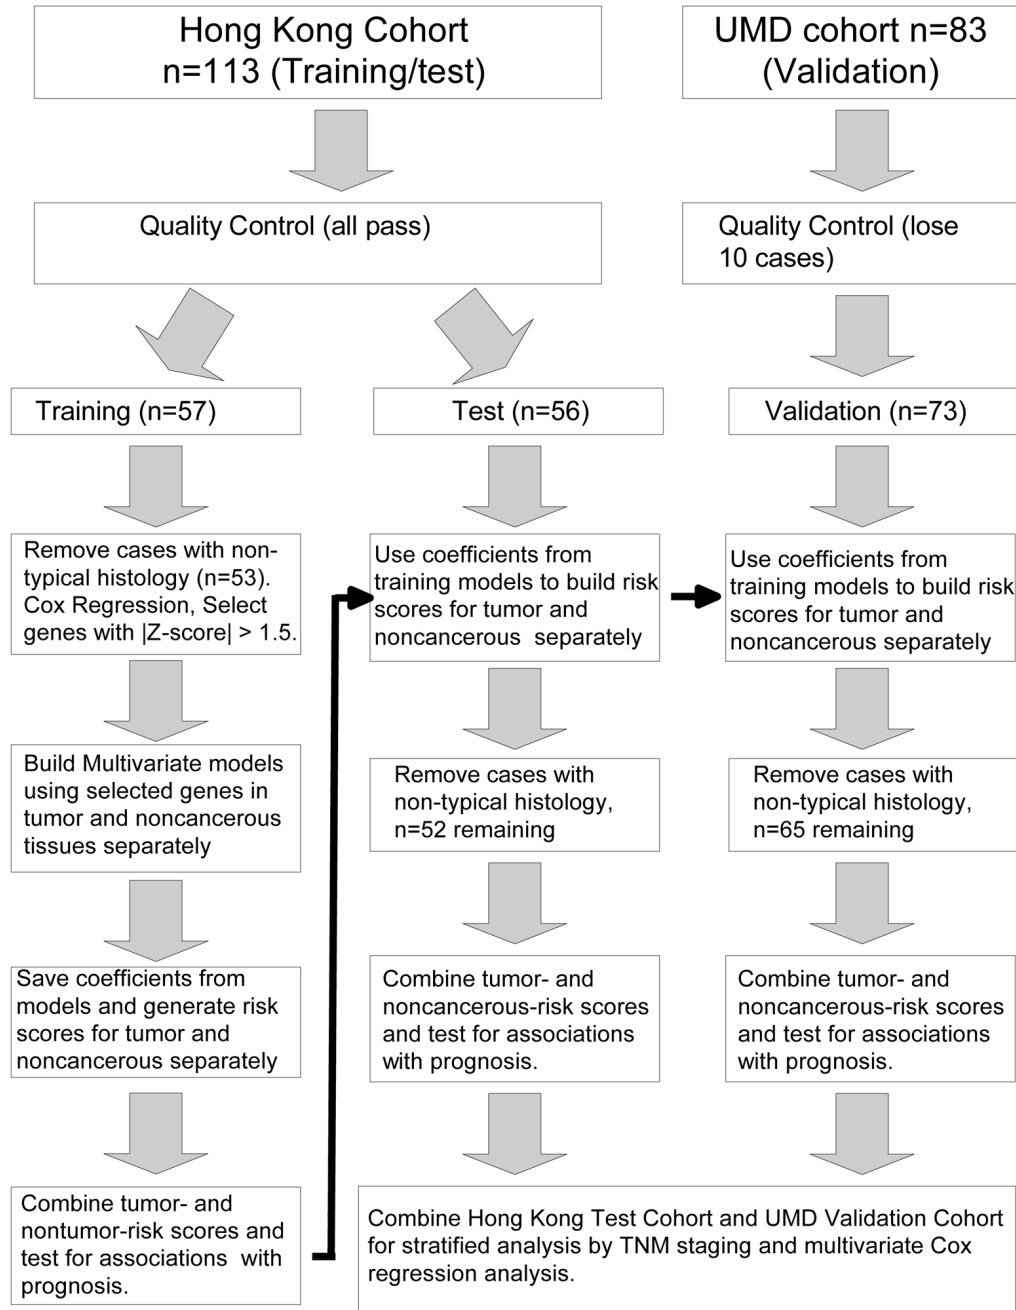 Hong Kong Cohort
n=113 (Training/test)
UMD cohort n=83
(Validation)
Quality Control (all pass)
Quality Control (lose
10 cases)
Training (n=57)
Test (n=56)
Validation (n=73)
Remove cases with non-
typical histology (n=53).
Cox Regression, Select
genes with |Z-score| > 1.5.
Use coefficients from
training models to build risk
scores for tumor and
noncancerous separately
Use coefficients from
training models to build risk
scores for tumor and
noncancerous separately
Build Multivariate models
using selected genes in
tumor and noncancerous
tissues separately
Remove cases with
non-typical histology,
n=52 remaining
Remove cases with
non-typical histology,
n=65 remaining
Save coefficients from
models and generate risk
scores for tumor and
noncancerous separately
Combine tumor- and
noncancerous-risk scores
and test for associations
with prognosis.
Combine tumor- and
noncancerous-risk scores
and test for associations
with prognosis.
Combine tumor- and
nontumor-risk scores and
test for associations with
prognosis.
Combine Hong Kong Test Cohort and UMD Validation Cohort
for stratified analysis by TNM staging and multivariate Cox
regression analysis.